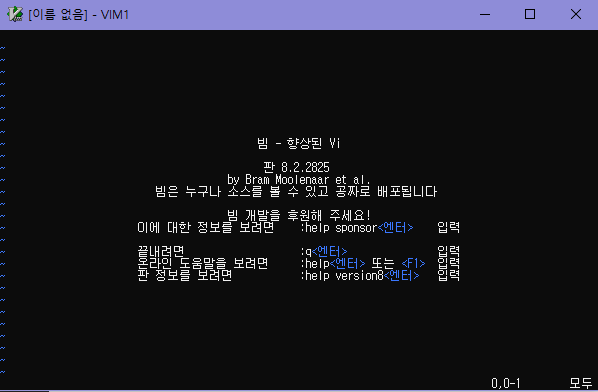 [이름 없음] - VIM1
~
~
~
~
~
~
~
~
빔 - 향상된 Vi
~
~
판 8.2.2825
~
by Bram Moolenaar et al.
~
빔은 누구나 소스를 볼 수 있고 공짜로 배포됩니다
~
~
빔 개발을 후원해 주세요!
~
이에 대한 정보를 보려면 :help sponsor<엔터> 입력
~
~
끝내려면 :q<엔터> 입력
~
온라인 도움말을 보려면 :help<엔터> 또는 <F1> 입력
~
판 정보를 보려면 :help version8<엔터> 입력
~
~
~
~
~
~
~
~
0,0-1 모두